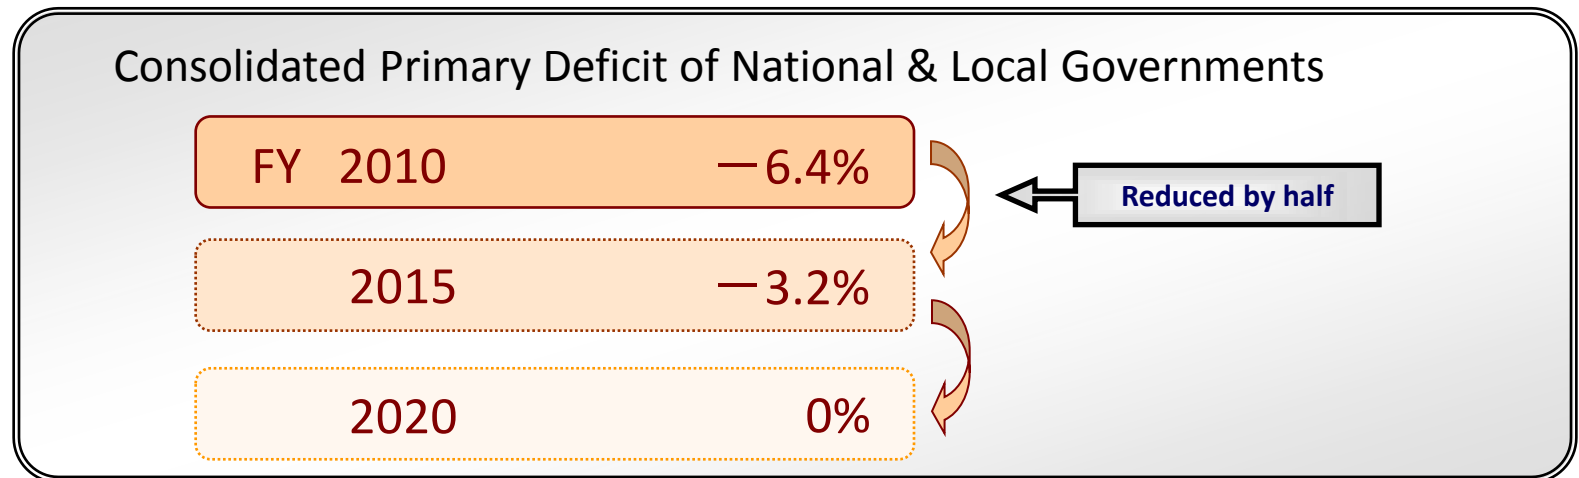 Consolidated Primary Deficit of National & Local Governments
FY 2010 —6.4%
Reduced by half
2015 —3.2%
2020 0%